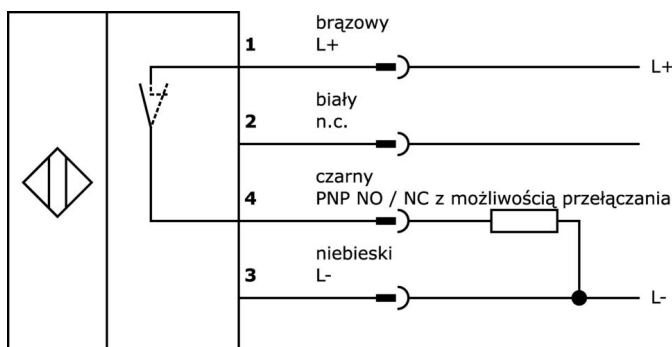 brązowy
1 L+ L+
biały
2 n.c.
czarny
4 PNP NO / NC z możliwością przełączania
niebieski
3 L- L-